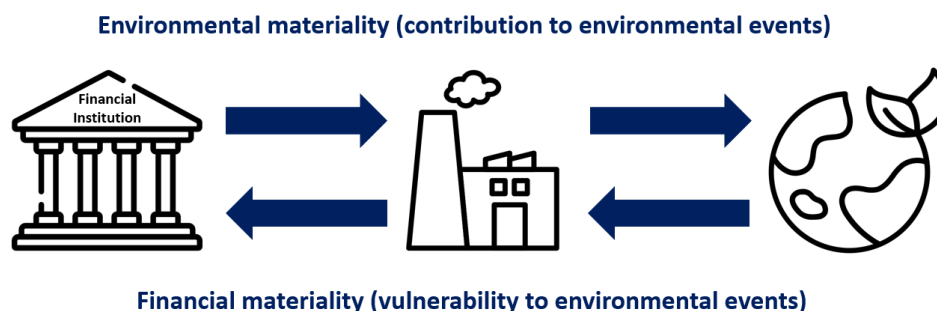 Environmental materiality (contribution to environmental events)
Financial
Institution
Financial materiality (vulnerability to environmental events)